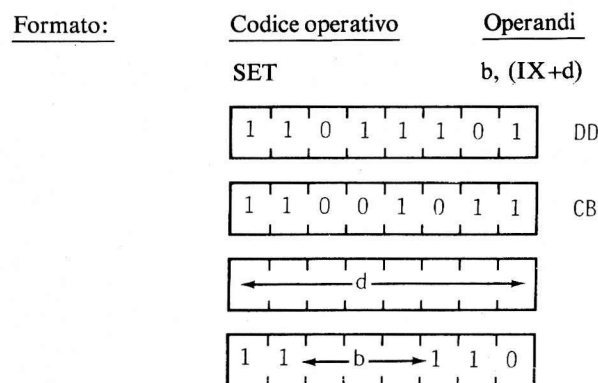 Formato: Codice operativo Operandi
SET b, (IX+d)
1 1 0 1 1 1 0 1 DD
1 1 0 0 1 0 1 1 CB
d
1 1 b 1 1 0